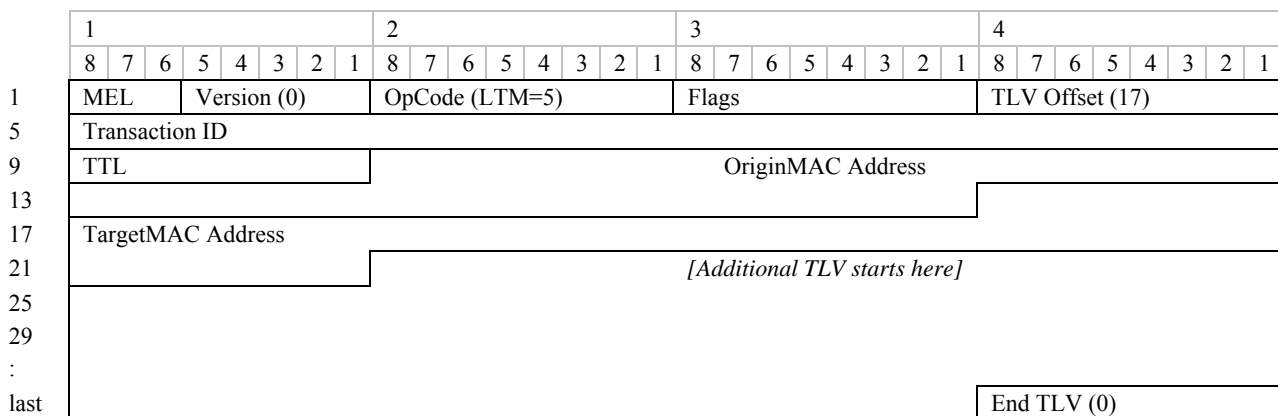 1 2 3 4
8 7 6 5 4 3 2 1 8 7 6 5 4 3 2 1 8 7 6 5 4 3 2 1 8 7 6 5 4 3 2 1
1 MEL Version (0) OpCode (LTM=5) Flags TLV Offset (17)
5 Transaction ID
9 TTL OriginMAC Address
13
17 TargetMAC Address
21 [Additional TLV starts here]
25
29
:
last End TLV (0)